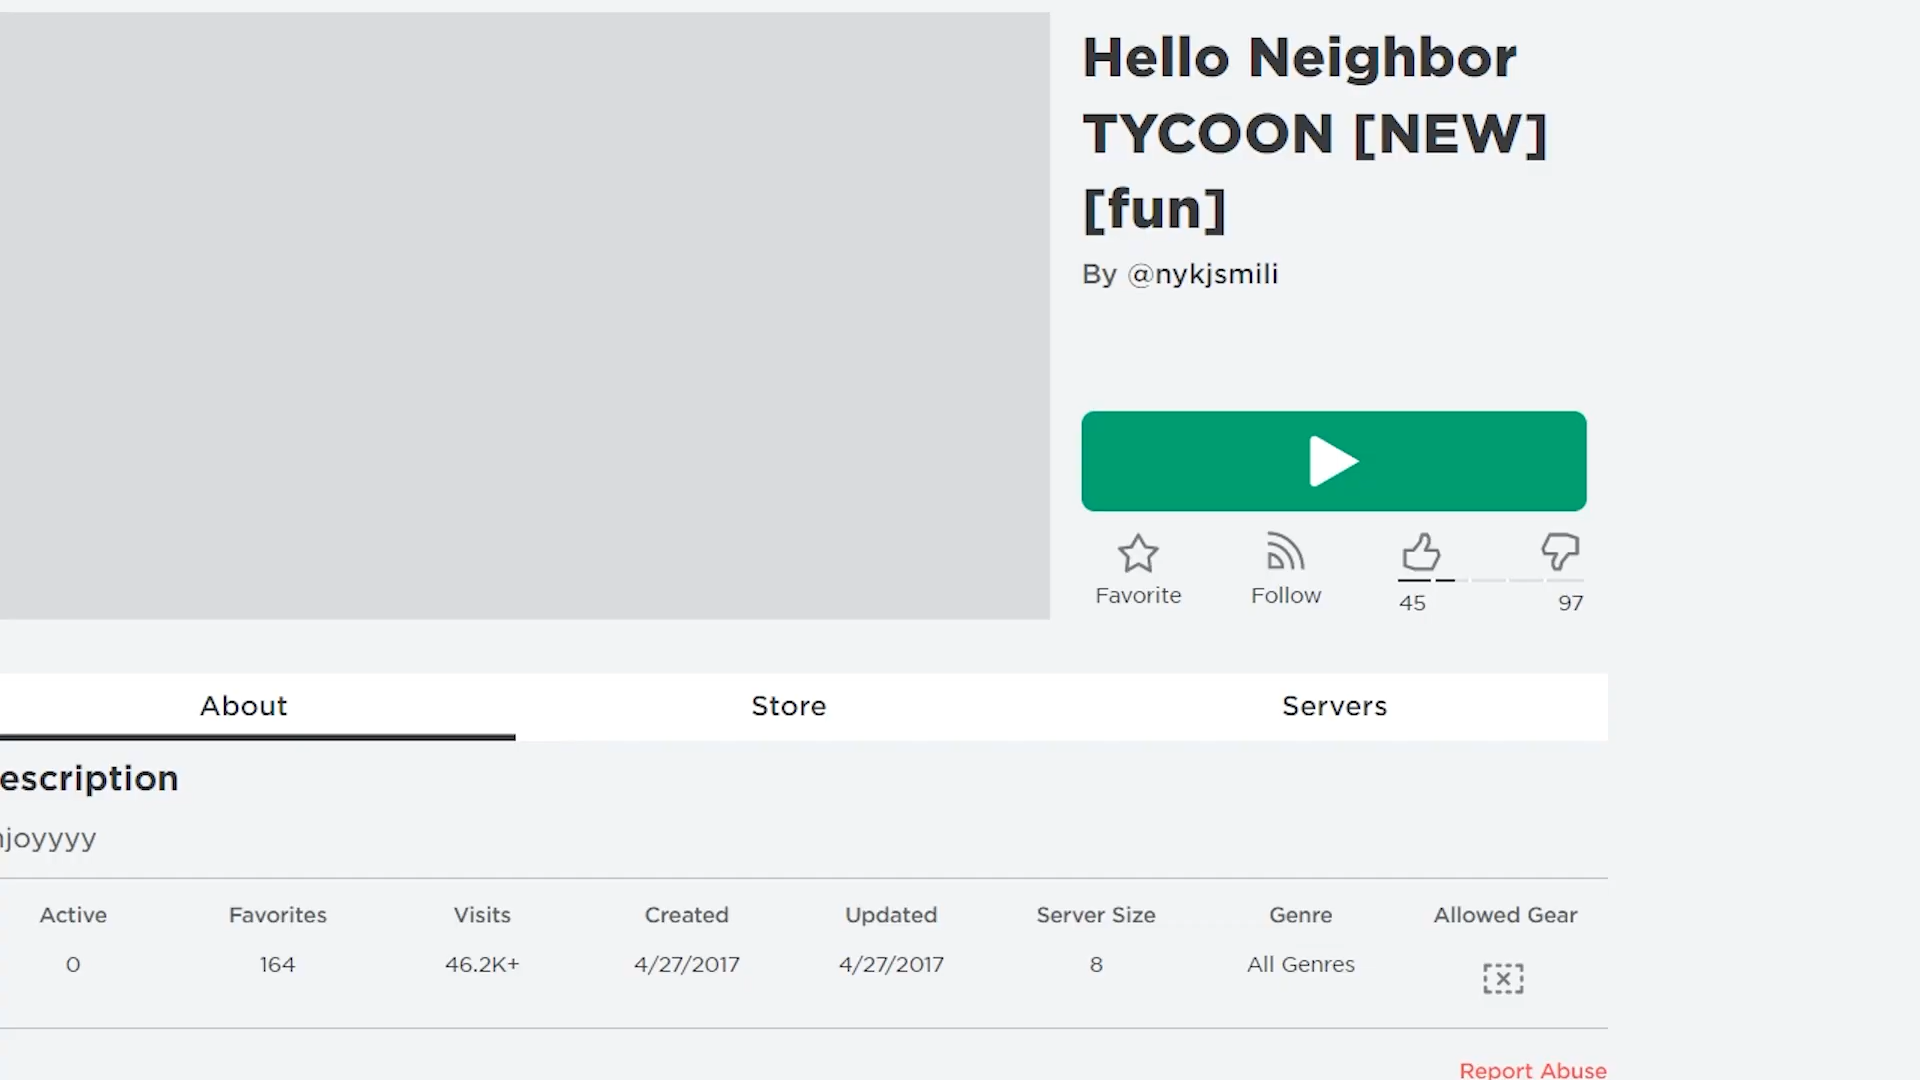 Hello Neighbor
TYCOON [NEW]
[fun]
By @nykjsmili
Favorite
Follow
45
97
About
Store
Servers
escription
njoyyyy
Active
Favorites
Visits
Created
Updated
Server Size
Genre
Allowed Gear
0
164
46.2K+
4/27/2017
4/27/2017
8
All Genres
Report Abuse